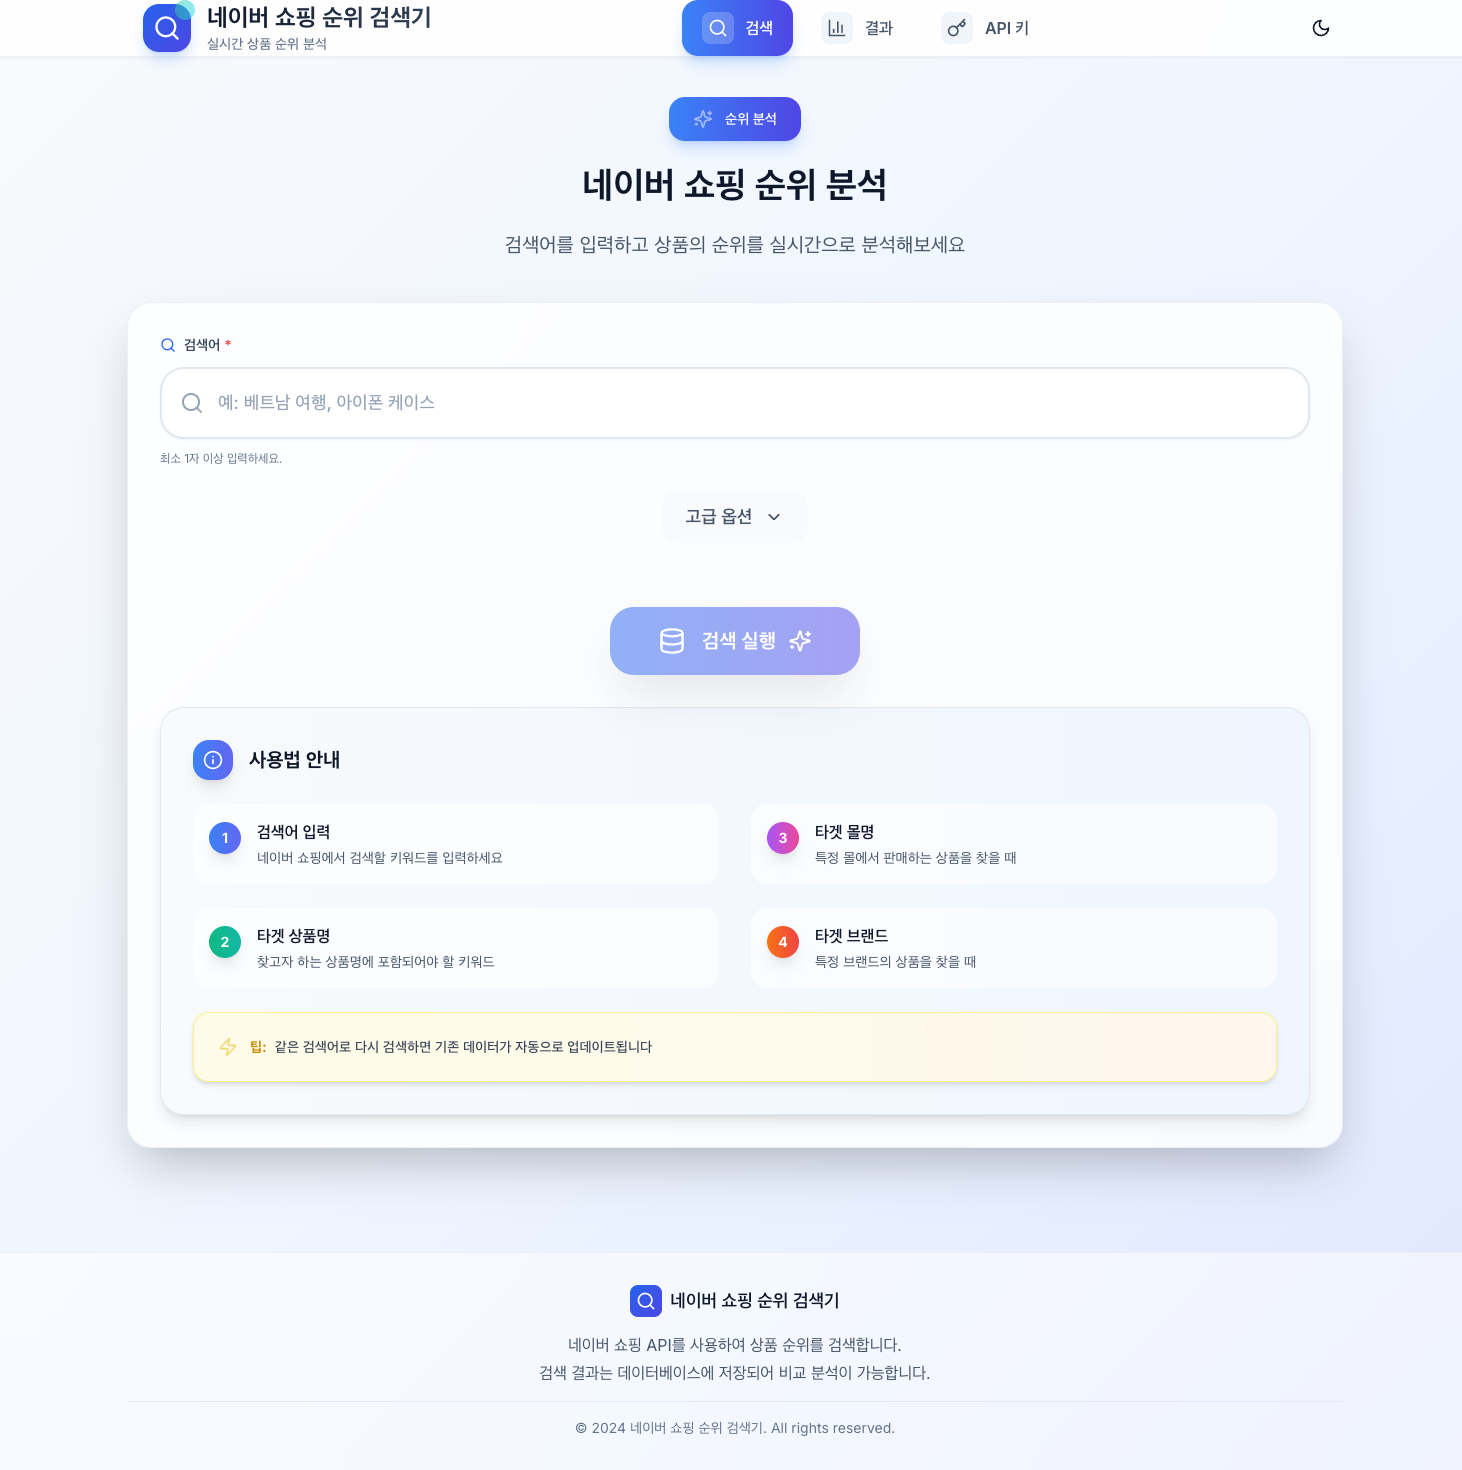 네이버 쇼핑 순위 검색기
실시간 상품 순위 분석
검색
결과
API 키
순위 분석
네이버 쇼핑 순위 분석
검색어를 입력하고 상품의 순위를 실시간으로 분석해보세요
검색어 *
예: 베트남 여행, 아이폰 케이스
최소 1자 이상 입력하세요.
고급 옵션
검색 실행
사용법 안내
1
검색어 입력
네이버 쇼핑에서 검색할 키워드를 입력하세요
3
타겟 몰명
특정 몰에서 판매하는 상품을 찾을 때
2
타겟 상품명
찾고자 하는 상품명에 포함되어야 할 키워드
4
타겟 브랜드
특정 브랜드의 상품을 찾을 때
팁: 같은 검색어로 다시 검색하면 기존 데이터가 자동으로 업데이트됩니다
네이버 쇼핑 순위 검색기
네이버 쇼핑 API를 사용하여 상품 순위를 검색합니다.
검색 결과는 데이터베이스에 저장되어 비교 분석이 가능합니다.
© 2024 네이버 쇼핑 순위 검색기. All rights reserved.